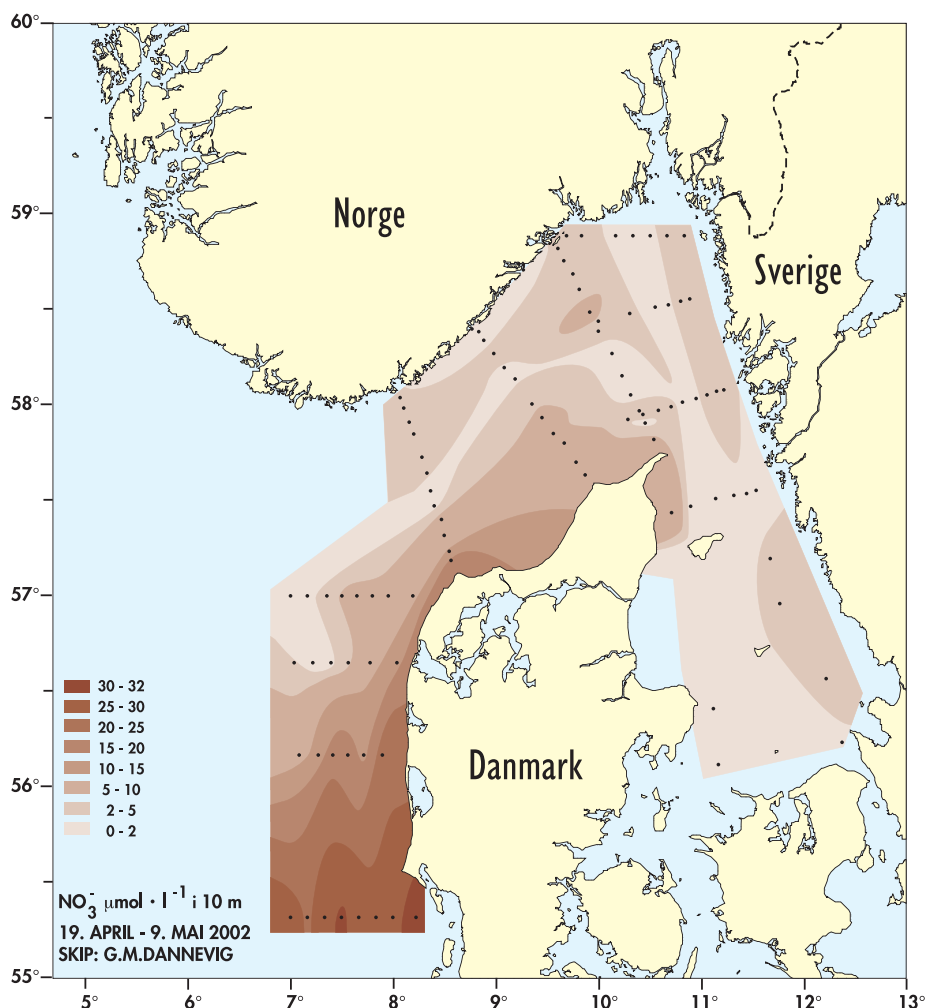 60°
59°
58°
57°
56°
55°
Norge
Sverige
Danmark
30 - 32
25 - 30
20 - 25
15 - 20
10 - 15
5 - 10
2 - 5
0 - 2
NO₃⁻ µmol · l⁻¹ i 10 m
19. APRIL - 9. MAI 2002
SKIP: G.M.DANNEVIG
5° 6° 7° 8° 9° 10° 11° 12° 13°